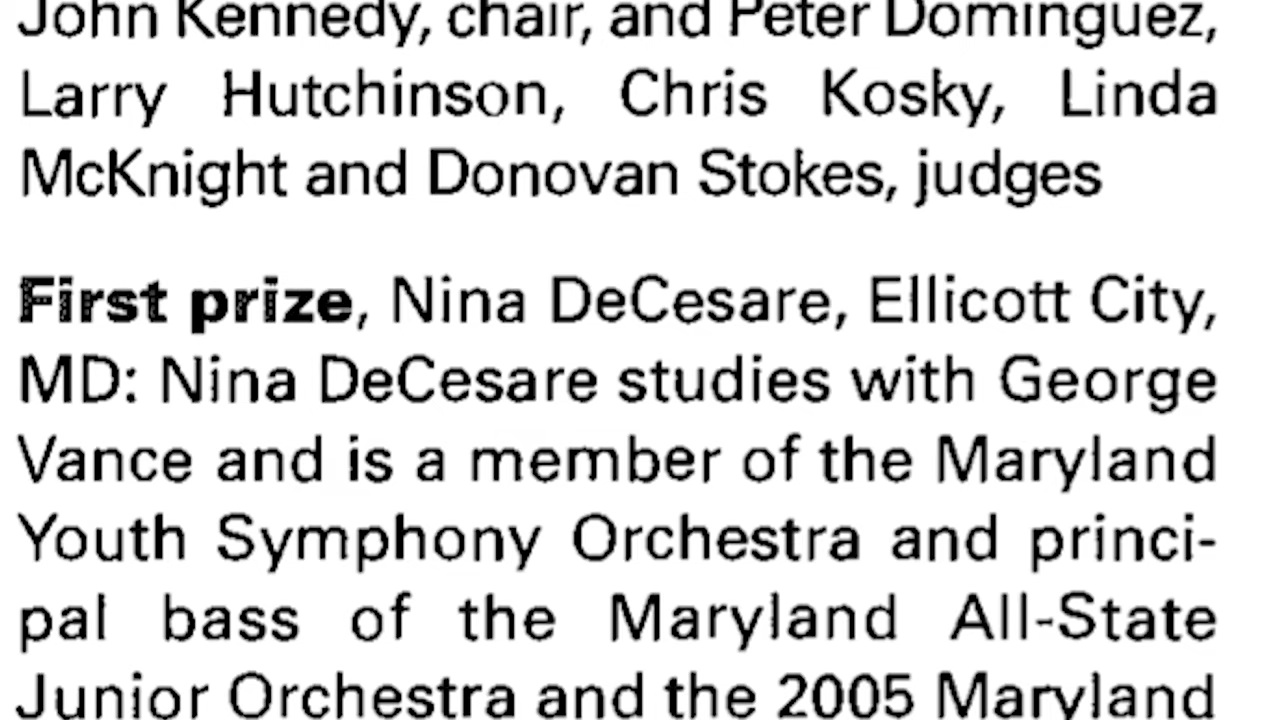 John Kennedy, chair, and Peter Dominguez,
Larry Hutchinson, Chris Kosky, Linda
McKnight and Donovan Stokes, judges
First prize, Nina DeCesare, Ellicott City,
MD: Nina DeCesare studies with George
Vance and is a member of the Maryland
Youth Symphony Orchestra and princi-
pal bass of the Maryland All-State
Junior Orchestra and the 2005 Maryland